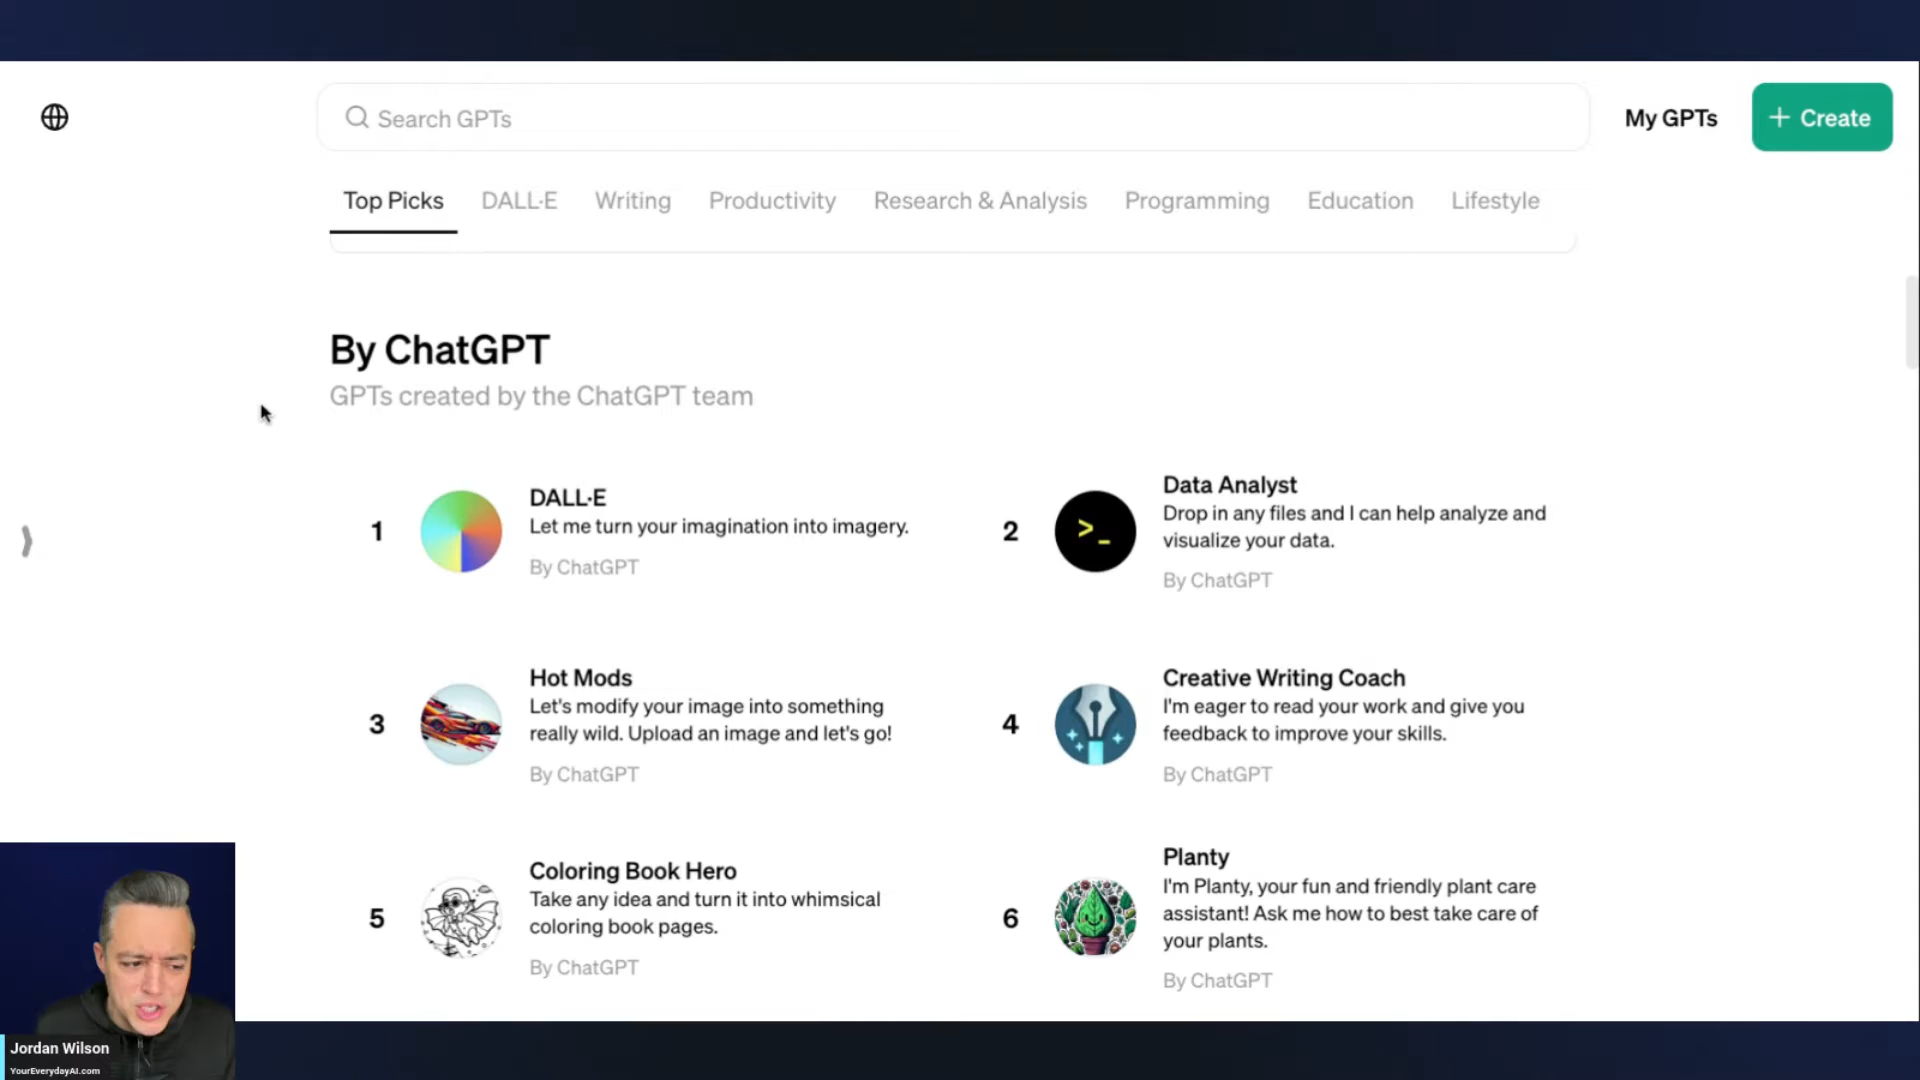 Search GPTs
My GPTs
+ Create
Top Picks
DALL·E
Writing
Productivity
Research & Analysis
Programming
Education
Lifestyle
By ChatGPT
GPTs created by the ChatGPT team
1
DALL·E
Let me turn your imagination into imagery.
By ChatGPT
2
Data Analyst
Drop in any files and I can help analyze and
visualize your data.
By ChatGPT
3
Hot Mods
Let's modify your image into something
really wild. Upload an image and let's go!
By ChatGPT
4
Creative Writing Coach
I'm eager to read your work and give you
feedback to improve your skills.
By ChatGPT
5
Coloring Book Hero
Take any idea and turn it into whimsical
coloring book pages.
By ChatGPT
6
Planty
I'm Planty, your fun and friendly plant care
assistant! Ask me how to best take care of
your plants.
By ChatGPT
Jordan Wilson
YourEverydayAI.com